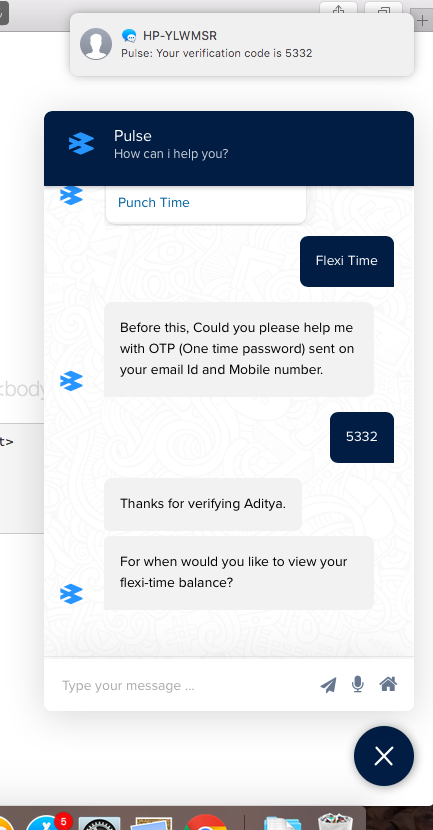 HP-YLWMSR
Pulse: Your verification code is 5332
Pulse
How can i help you?
Punch Time
Flexi Time
Before this, Could you please help me
with OTP (One time password) sent on
your email Id and Mobile number.
kbody
t>
5332
Thanks for verifying Aditya.
For when would you like to view your
flexi-time balance?
Type your message ...
5